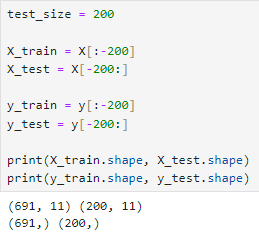 test_size = 200
X_train = X[:-200]
X_test = X[-200:]
y_train = y[:-200]
y_test = y[-200:]
print(X_train.shape, X_test.shape)
print(y_train.shape, y_test.shape)
(691, 11) (200, 11)
(691,) (200,)